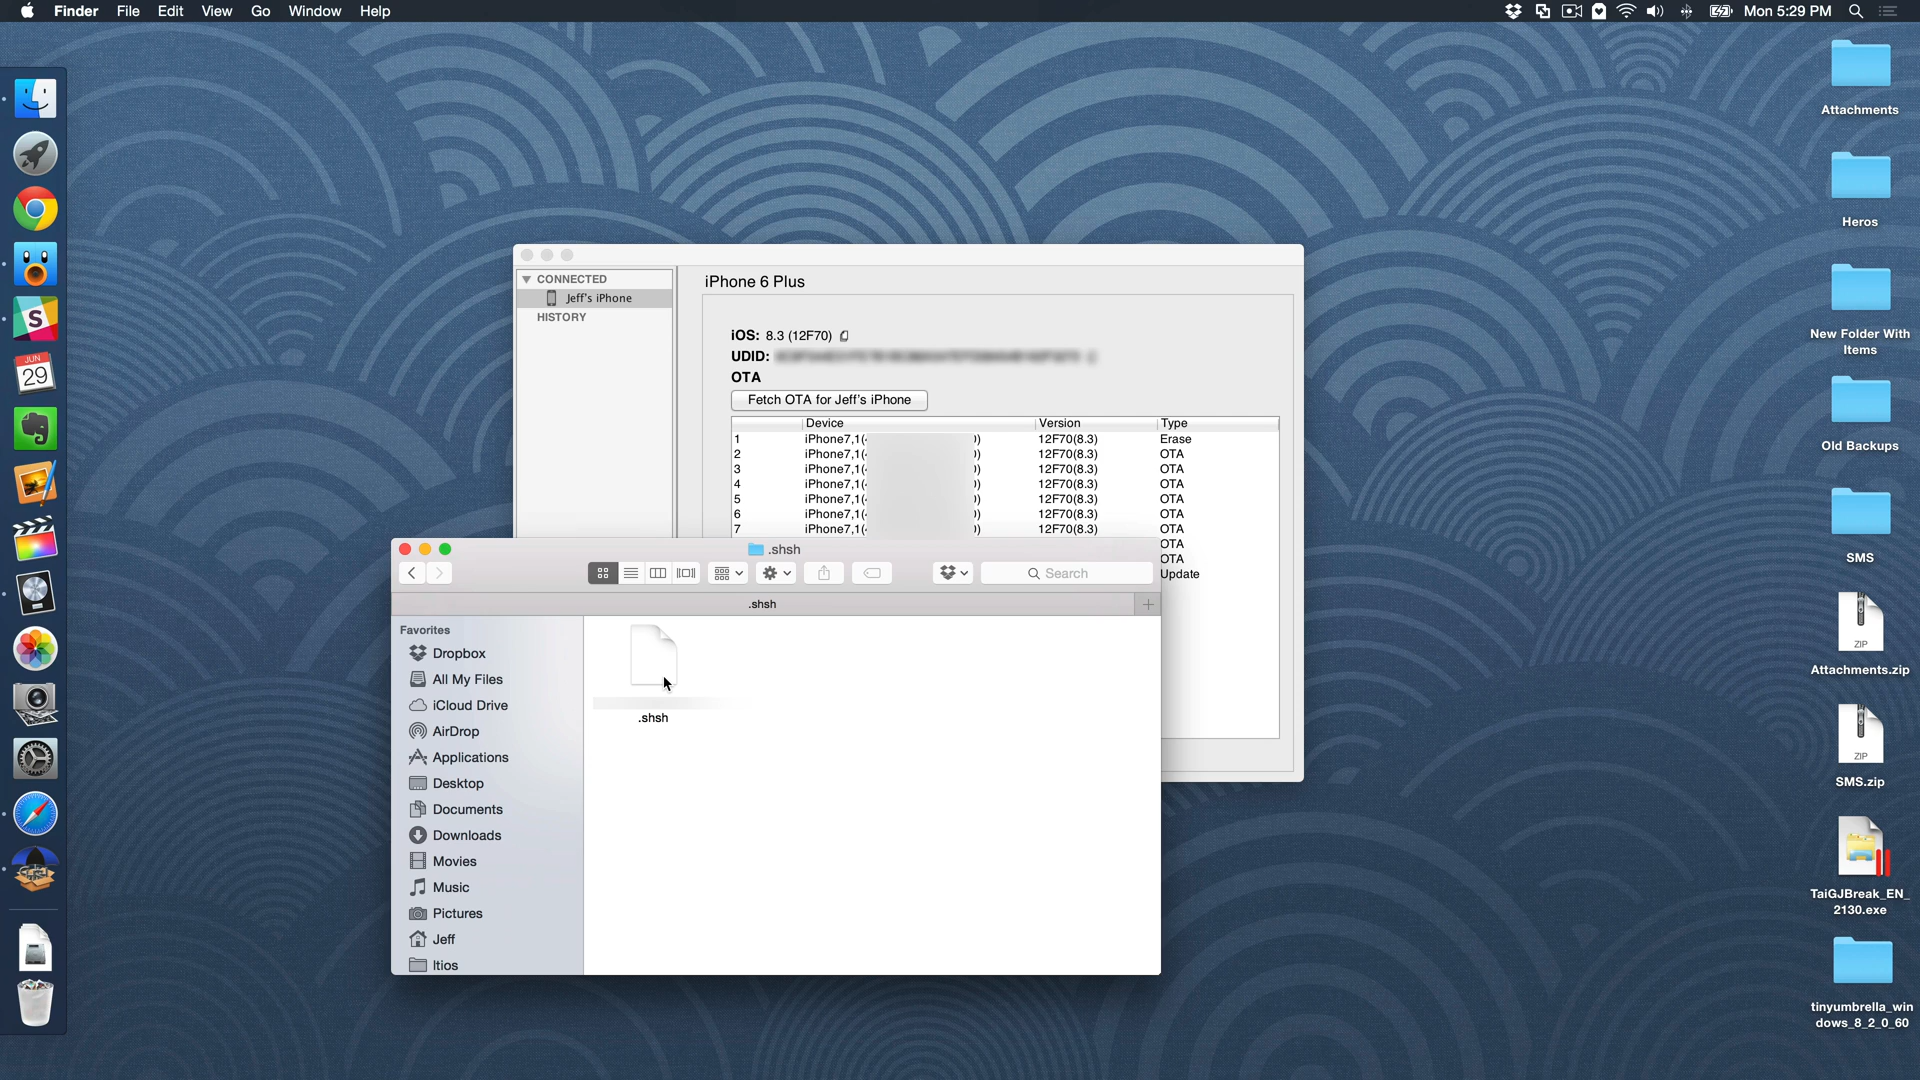 Finder File Edit View Go Window Help
Mon 5:29 PM
Attachments
Heros
New Folder With
Items
Old Backups
SMS
ZIP
Attachments.zip
ZIP
SMS.zip
TaiGJBreak_EN_
2130.exe
tinyumbrella_win
dows_8_2_0_60
JUN
29
CONNECTED
Jeff's iPhone
HISTORY
iPhone 6 Plus
iOS: 8.3 (12F70)
UDID:
OTA
Fetch OTA for Jeff's iPhone
Device Version Type
1 iPhone7,1( ) 12F70(8.3) Erase
2 iPhone7,1( ) 12F70(8.3) OTA
3 iPhone7,1( ) 12F70(8.3) OTA
4 iPhone7,1( ) 12F70(8.3) OTA
5 iPhone7,1( ) 12F70(8.3) OTA
6 iPhone7,1( ) 12F70(8.3) OTA
7 iPhone7,1( ) 12F70(8.3) OTA
OTA
OTA
Update
.shsh
Search
.shsh
Favorites
Dropbox
All My Files
iCloud Drive
AirDrop
Applications
Desktop
Documents
Downloads
Movies
Music
Pictures
Jeff
ltios
.shsh